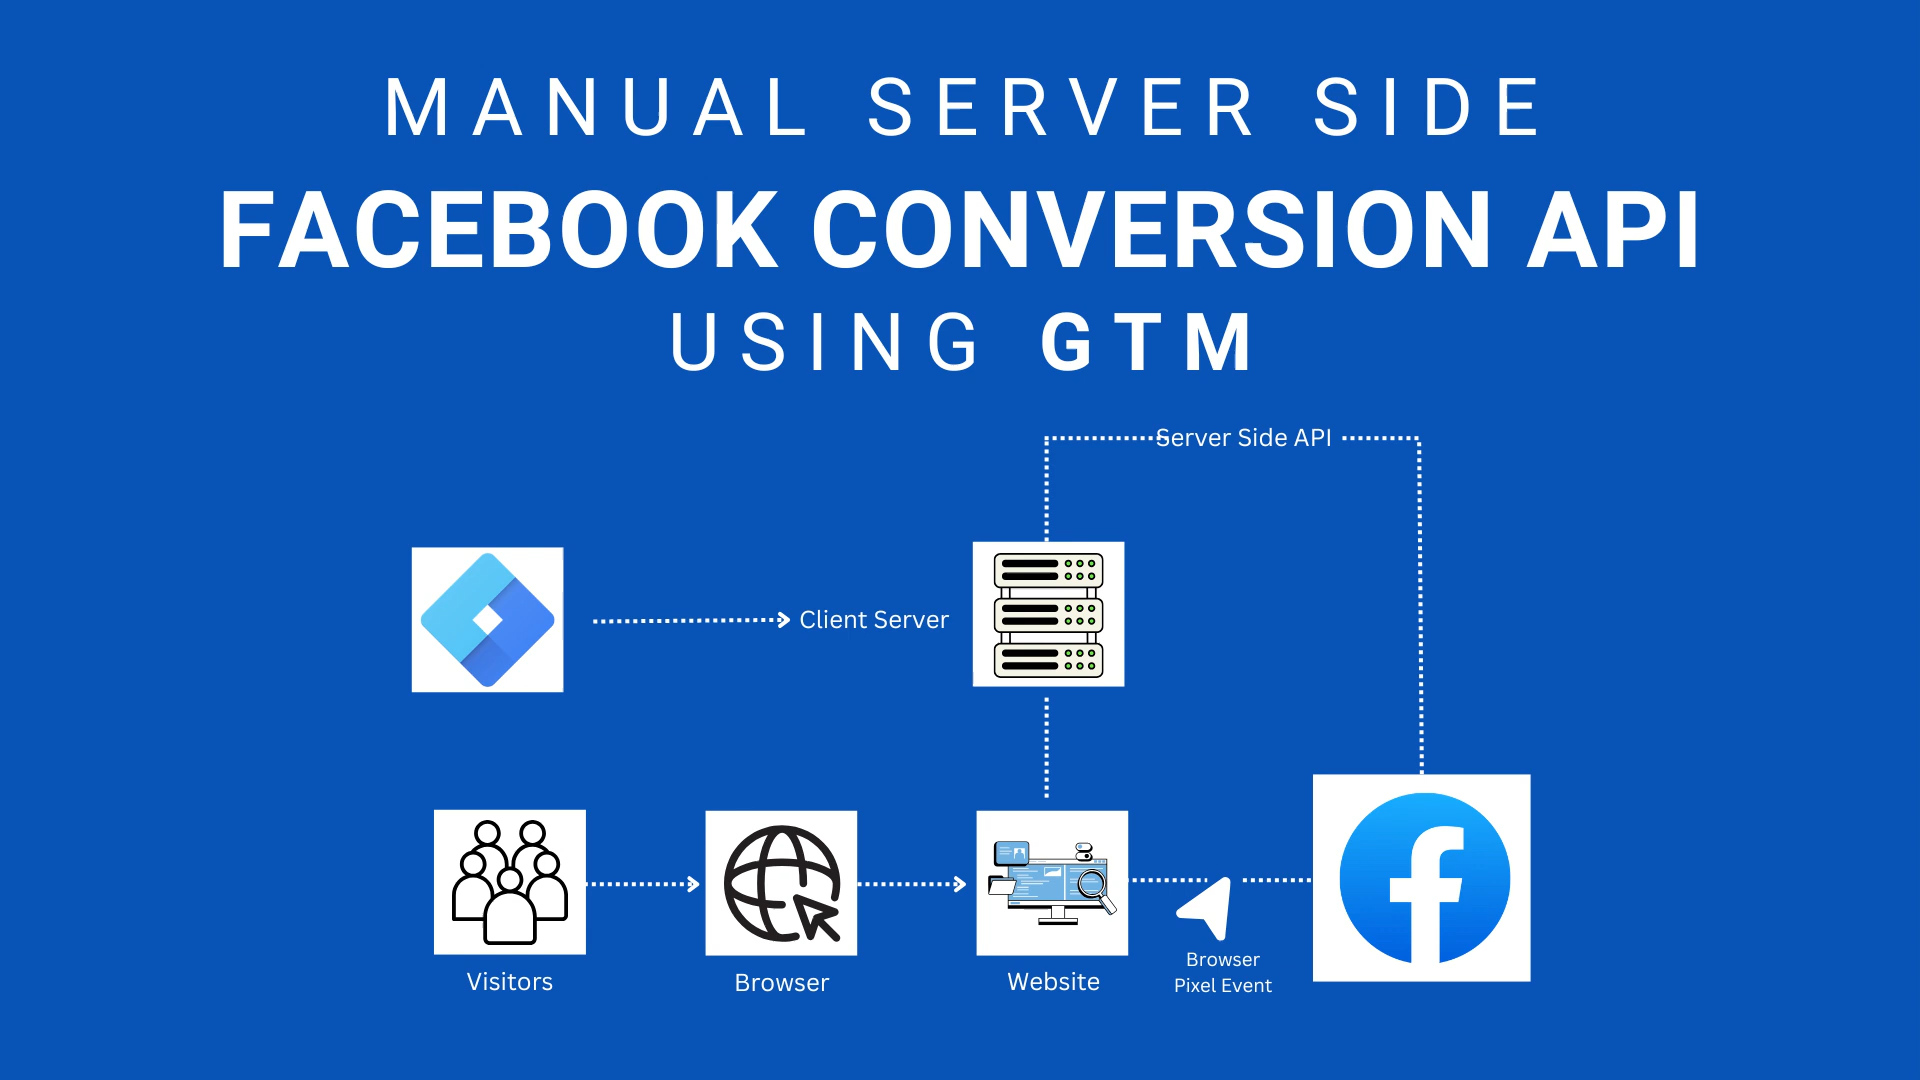 MANUAL SERVER SIDE
FACEBOOK CONVERSION API
USING GTM
Server Side API
Client Server
Visitors
Browser
Website
Browser
Pixel Event